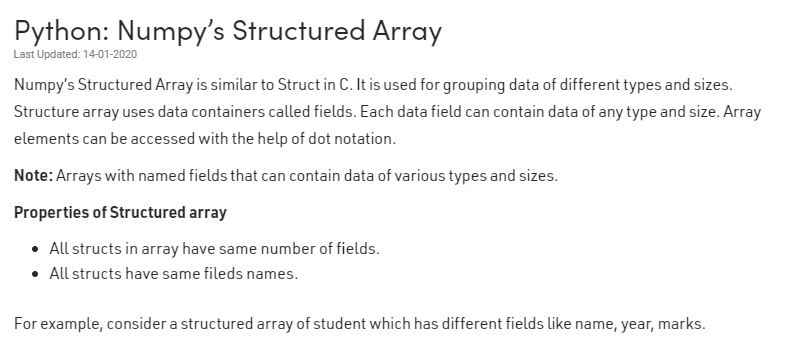 Python: Numpy’s Structured Array
Last Updated: 14-01-2020
Numpy’s Structured Array is similar to Struct in C. It is used for grouping data of different types and sizes.
Structure array uses data containers called fields. Each data field can contain data of any type and size. Array
elements can be accessed with the help of dot notation.
Note: Arrays with named fields that can contain data of various types and sizes.
Properties of Structured array
• All structs in array have same number of fields.
• All structs have same fileds names.
For example, consider a structured array of student which has different fields like name, year, marks.